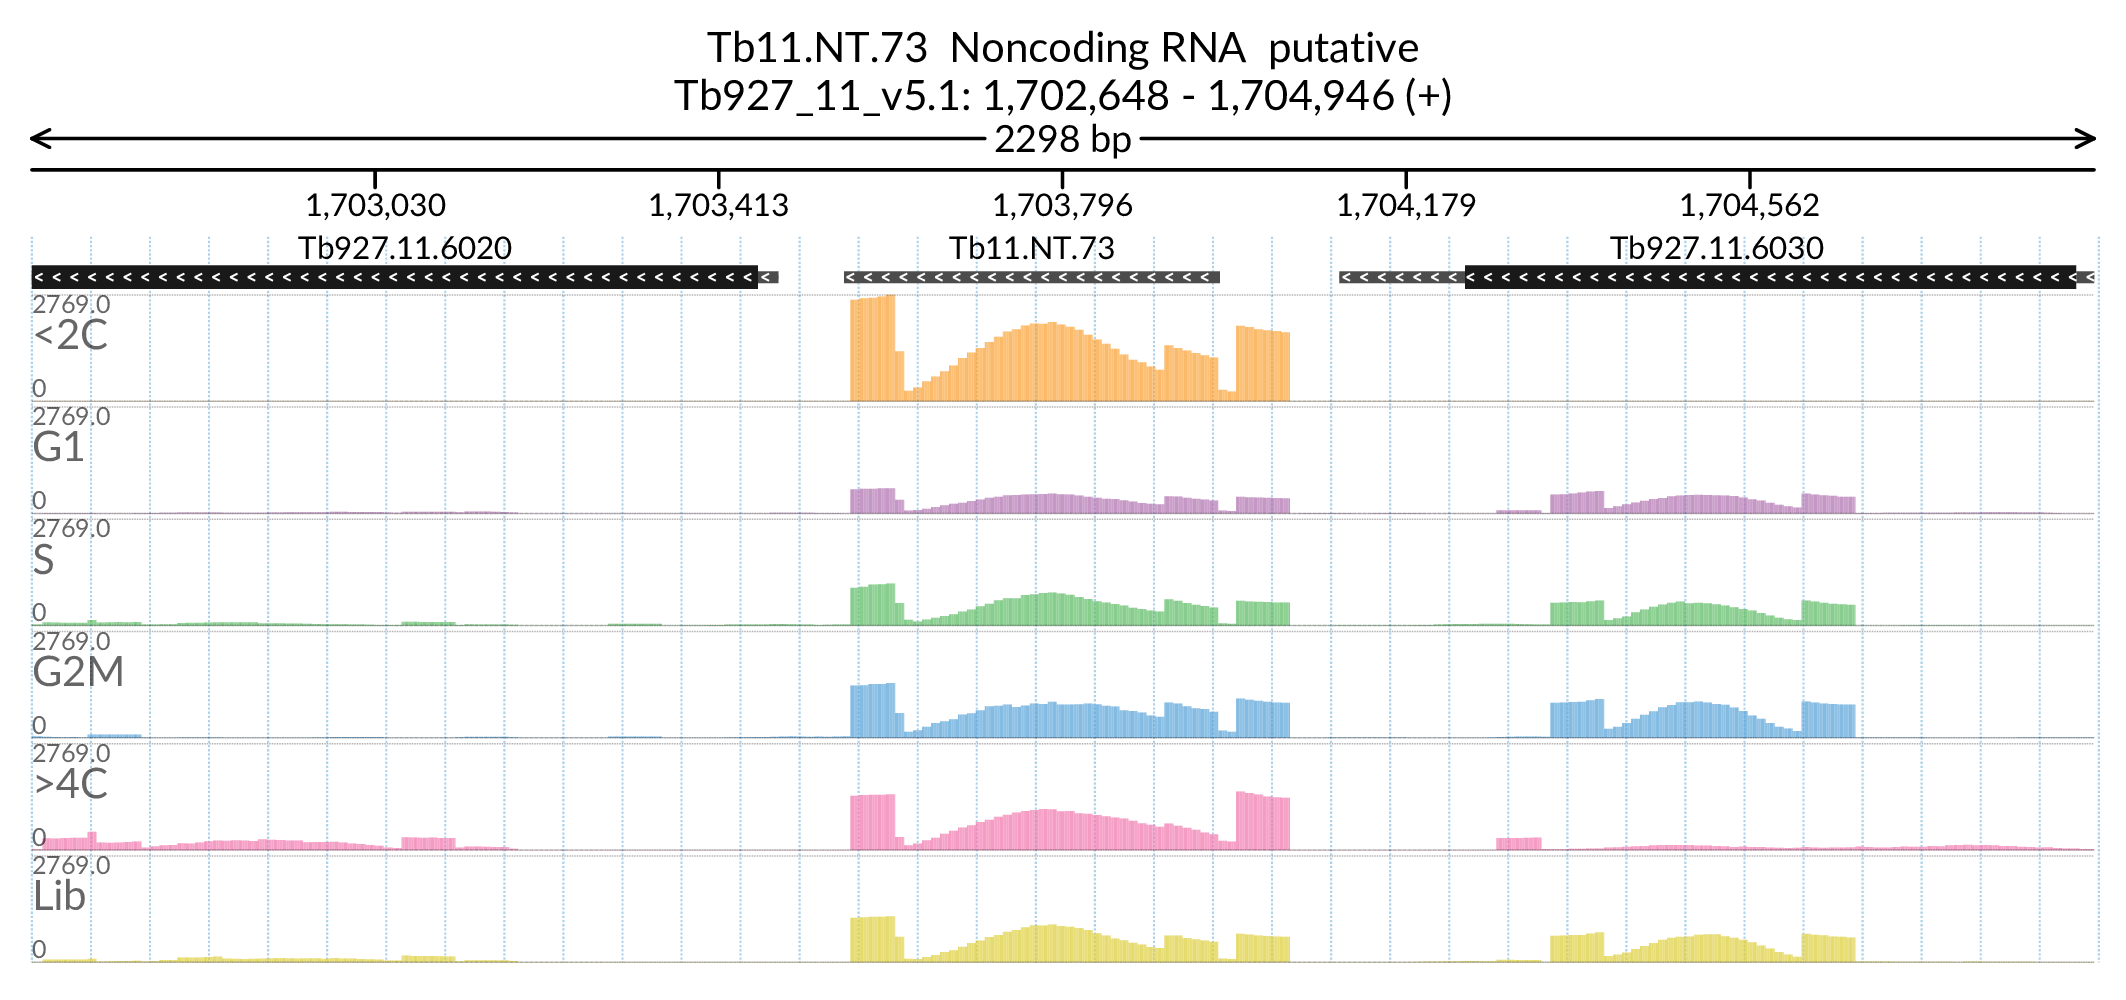 Tb11.NT.73  Noncoding RNA  putative
Tb927_11_v5.1: 1,702,648 - 1,704,946 (+)
2298 bp
1,703,030 1,703,413 1,703,796 1,704,179 1,704,562
Tb927.11.6020 Tb11.NT.73 Tb927.11.6030
2769.0
<2C
0
2769.0
G1
0
2769.0
S
0
2769.0
G2M
0
2769.0
>4C
0
2769.0
Lib
0